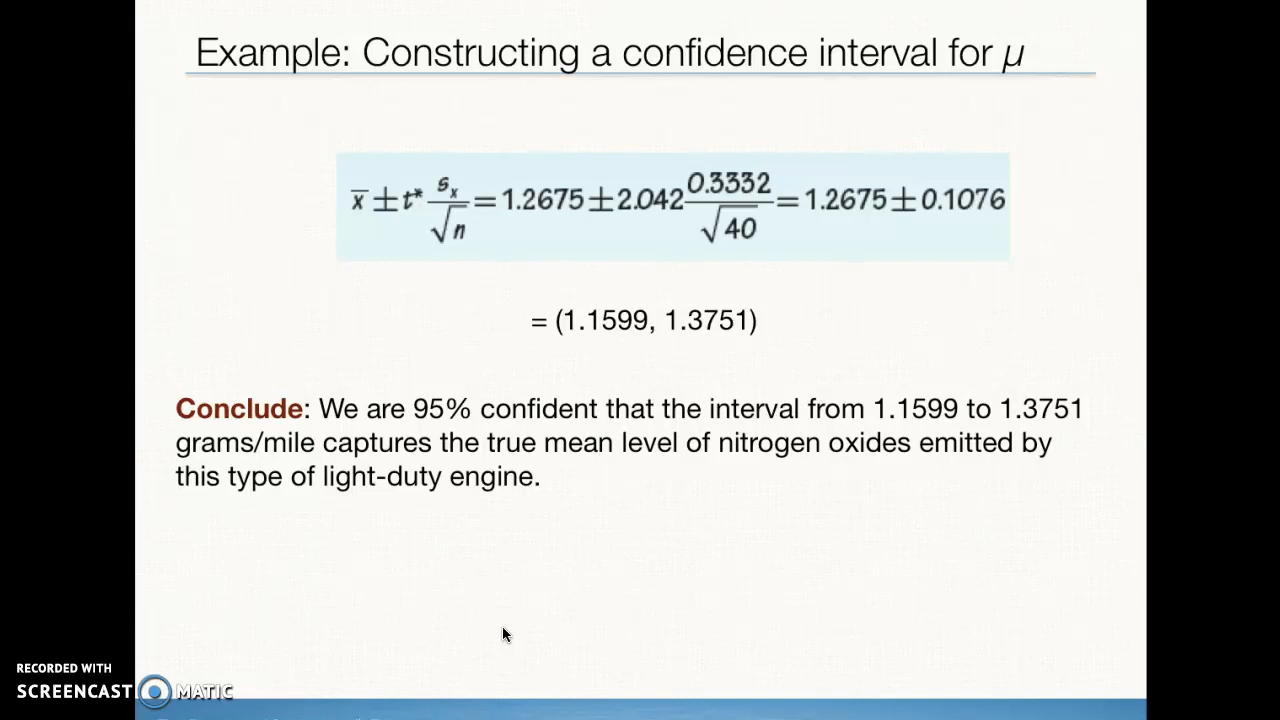 Example: Constructing a confidence interval for μ
x̄ ± t* sₓ/√n = 1.2675 ± 2.042 0.3332/√40 = 1.2675 ± 0.1076
= (1.1599, 1.3751)
Conclude: We are 95% confident that the interval from 1.1599 to 1.3751
grams/mile captures the true mean level of nitrogen oxides emitted by
this type of light-duty engine.
RECORDED WITH
SCREENCAST MATIC